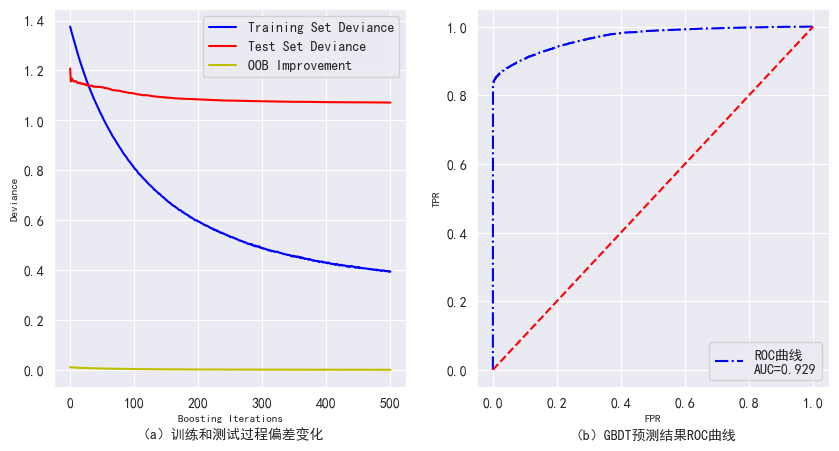 1.4
1.2
1.0
0.8
0.6
0.4
0.2
0.0
Deviance
Training Set Deviance
Test Set Deviance
OOB Improvement
0 100 200 300 400 500
Boosting Iterations
（a）训练和测试过程偏差变化
1.0
0.8
0.6
0.4
0.2
0.0
TPR
ROC曲线
AUC=0.929
0.0 0.2 0.4 0.6 0.8 1.0
FPR
（b）GBDT预测结果ROC曲线